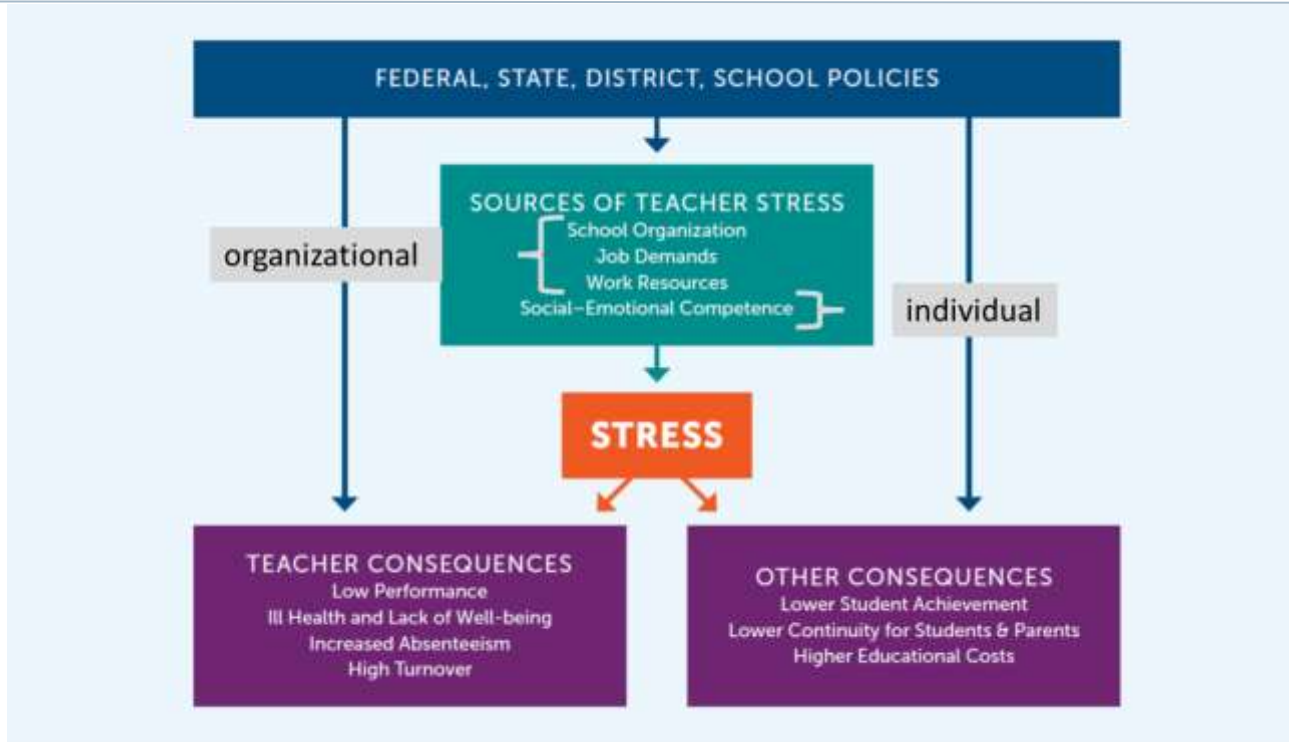 FEDERAL, STATE, DISTRICT, SCHOOL POLICIES
SOURCES OF TEACHER STRESS
School Organization
organizational
Job Demands
Work Resources
Social–Emotional Competence
individual
STRESS
TEACHER CONSEQUENCES
Low Performance
Ill Health and Lack of Well-being
Increased Absenteeism
High Turnover
OTHER CONSEQUENCES
Lower Student Achievement
Lower Continuity for Students & Parents
Higher Educational Costs